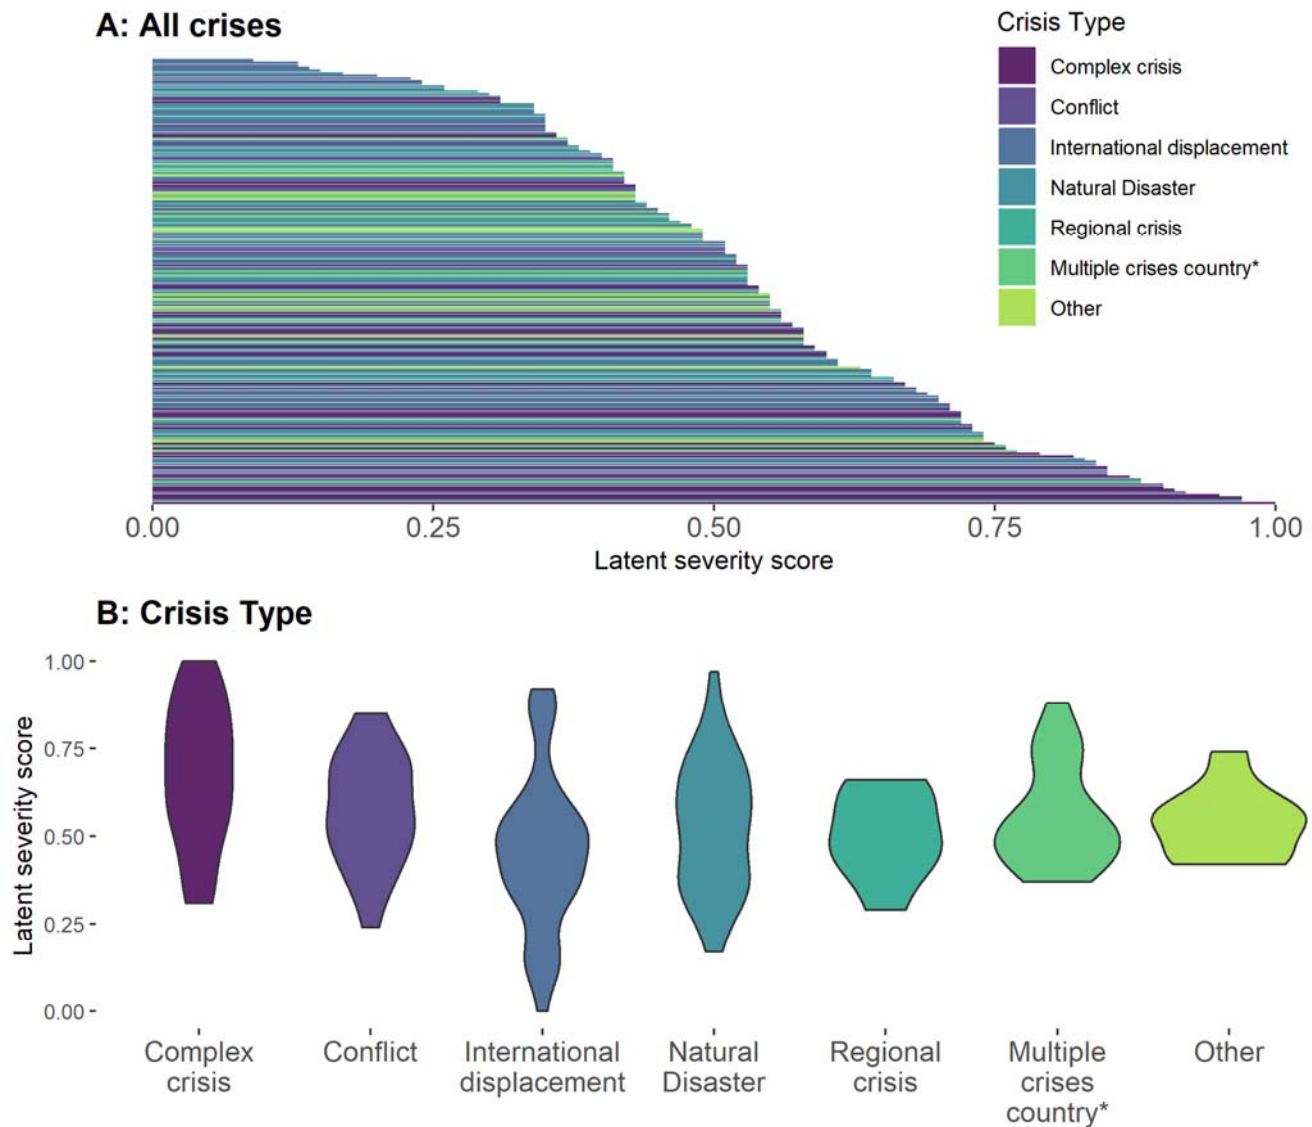 A: All crises
Crisis Type
Complex crisis
Conflict
International displacement
Natural Disaster
Regional crisis
Multiple crises country*
Other
0.00 0.25 0.50 0.75 1.00
Latent severity score
B: Crisis Type
Latent severity score
1.00
0.75
0.50
0.25
0.00
Complex
crisis
Conflict
International
displacement
Natural
Disaster
Regional
crisis
Multiple
crises
country*
Other